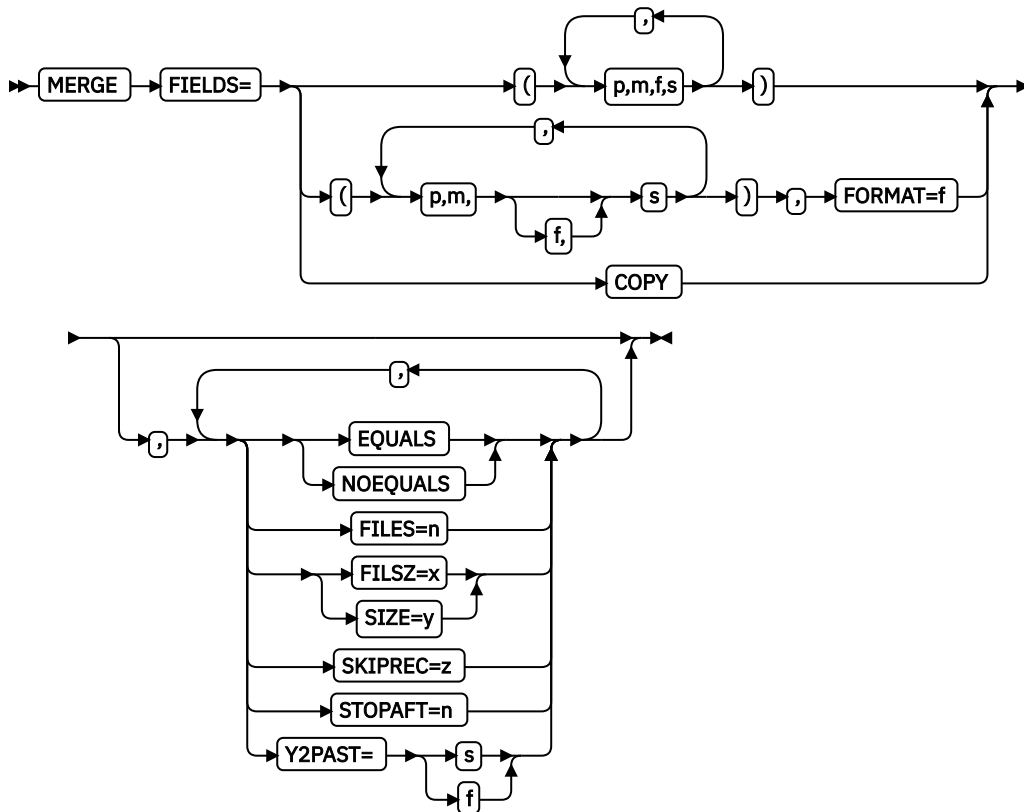 ,
MERGE FIELDS= ( p,m,f,s )
,
( p,m, s ) , FORMAT=f
f,
COPY
,
, EQUALS
NOEQUALS
FILES=n
FILSZ=x
SIZE=y
SKIPREC=z
STOPAFT=n
Y2PAST= s
f